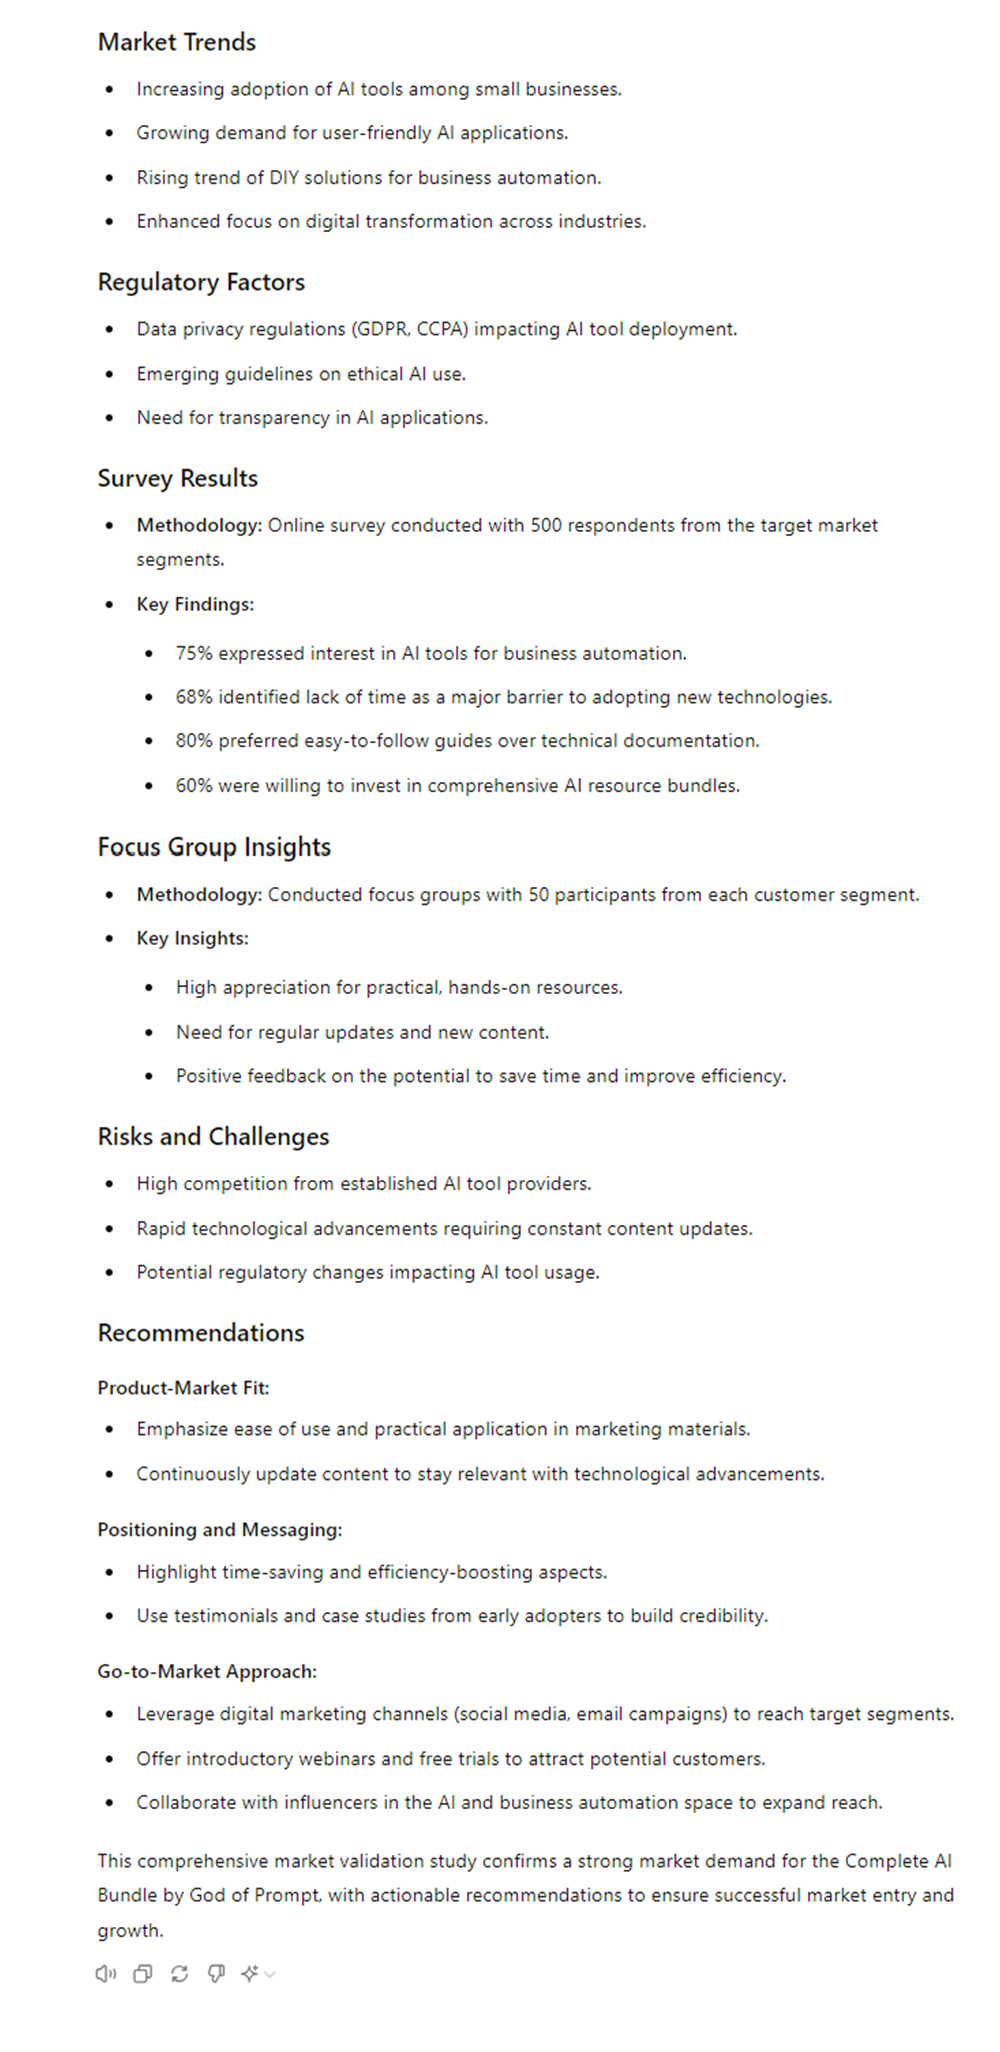 Market Trends
• Increasing adoption of AI tools among small businesses.
• Growing demand for user-friendly AI applications.
• Rising trend of DIY solutions for business automation.
• Enhanced focus on digital transformation across industries.
Regulatory Factors
• Data privacy regulations (GDPR, CCPA) impacting AI tool deployment.
• Emerging guidelines on ethical AI use.
• Need for transparency in AI applications.
Survey Results
• Methodology: Online survey conducted with 500 respondents from the target market
segments.
• Key Findings:
• 75% expressed interest in AI tools for business automation.
• 68% identified lack of time as a major barrier to adopting new technologies.
• 80% preferred easy-to-follow guides over technical documentation.
• 60% were willing to invest in comprehensive AI resource bundles.
Focus Group Insights
• Methodology: Conducted focus groups with 50 participants from each customer segment.
• Key Insights:
• High appreciation for practical, hands-on resources.
• Need for regular updates and new content.
• Positive feedback on the potential to save time and improve efficiency.
Risks and Challenges
• High competition from established AI tool providers.
• Rapid technological advancements requiring constant content updates.
• Potential regulatory changes impacting AI tool usage.
Recommendations
Product-Market Fit:
• Emphasize ease of use and practical application in marketing materials.
• Continuously update content to stay relevant with technological advancements.
Positioning and Messaging:
• Highlight time-saving and efficiency-boosting aspects.
• Use testimonials and case studies from early adopters to build credibility.
Go-to-Market Approach:
• Leverage digital marketing channels (social media, email campaigns) to reach target segments.
• Offer introductory webinars and free trials to attract potential customers.
• Collaborate with influencers in the AI and business automation space to expand reach.
This comprehensive market validation study confirms a strong market demand for the Complete AI
Bundle by God of Prompt, with actionable recommendations to ensure successful market entry and
growth.